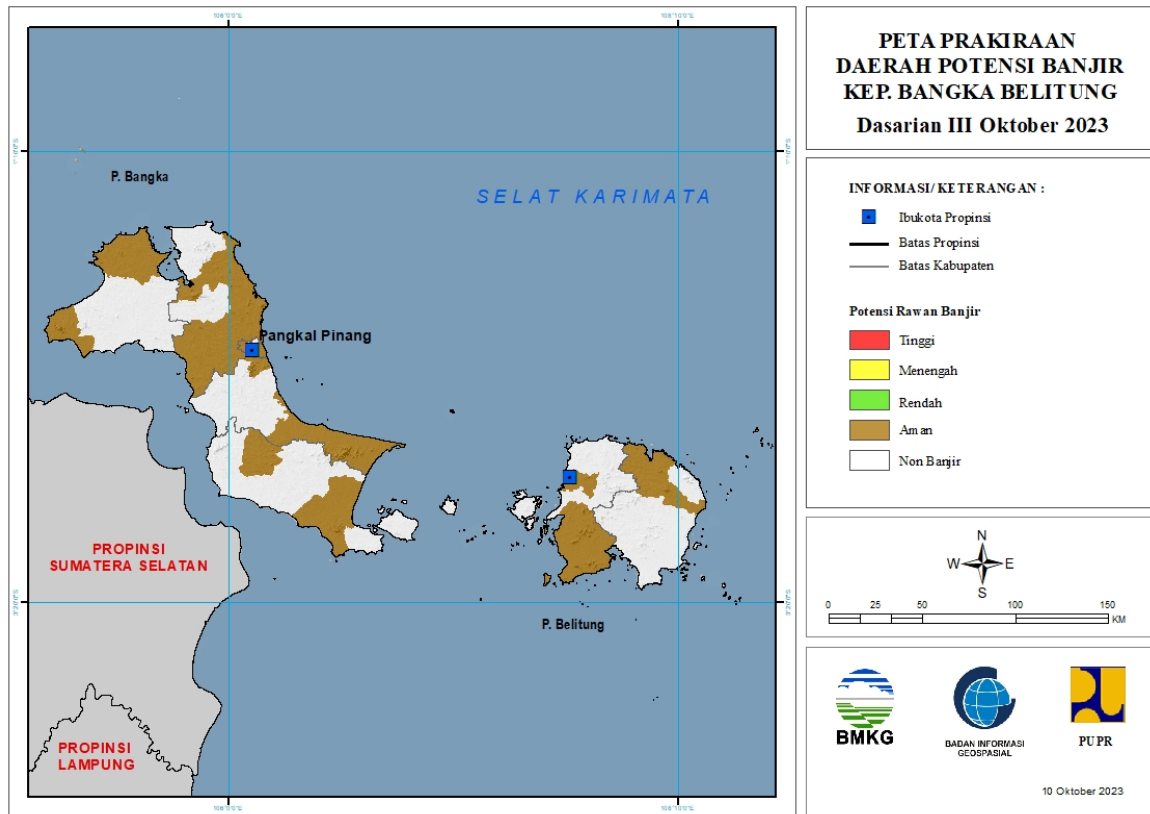 PETA PRAKIRAAN
DAERAH POTENSI BANJIR
KEP. BANGKA BELITUNG
Dasarian III Oktober 2023
P. Bangka
SELAT KARIMATA
Pangkal Pinang
PROPINSI
SUMATERA SELATAN
P. Belitung
PROPINSI
LAMPUNG
INFORMASI/ KETERANGAN :
Ibukota Propinsi
Batas Propinsi
Batas Kabupaten
Potensi Rawan Banjir
Tinggi
Menengah
Rendah
Aman
Non Banjir
N
W E
S
0 25 50 100 150
KM
BMKG
BADAN INFORMASI
GEOSPASIAL
PUPR
10 Oktober 2023